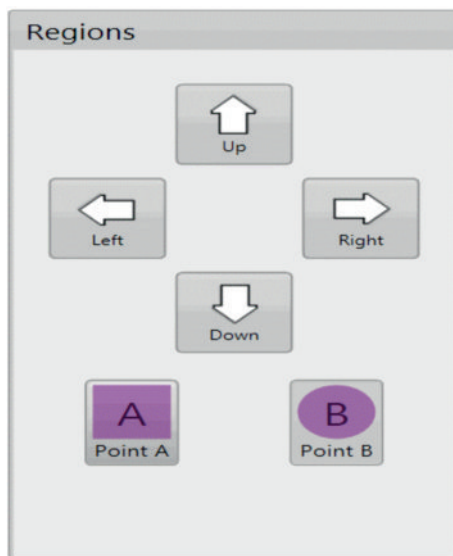 Regions
Up
Left
Right
Down
A
B
Point A
Point B